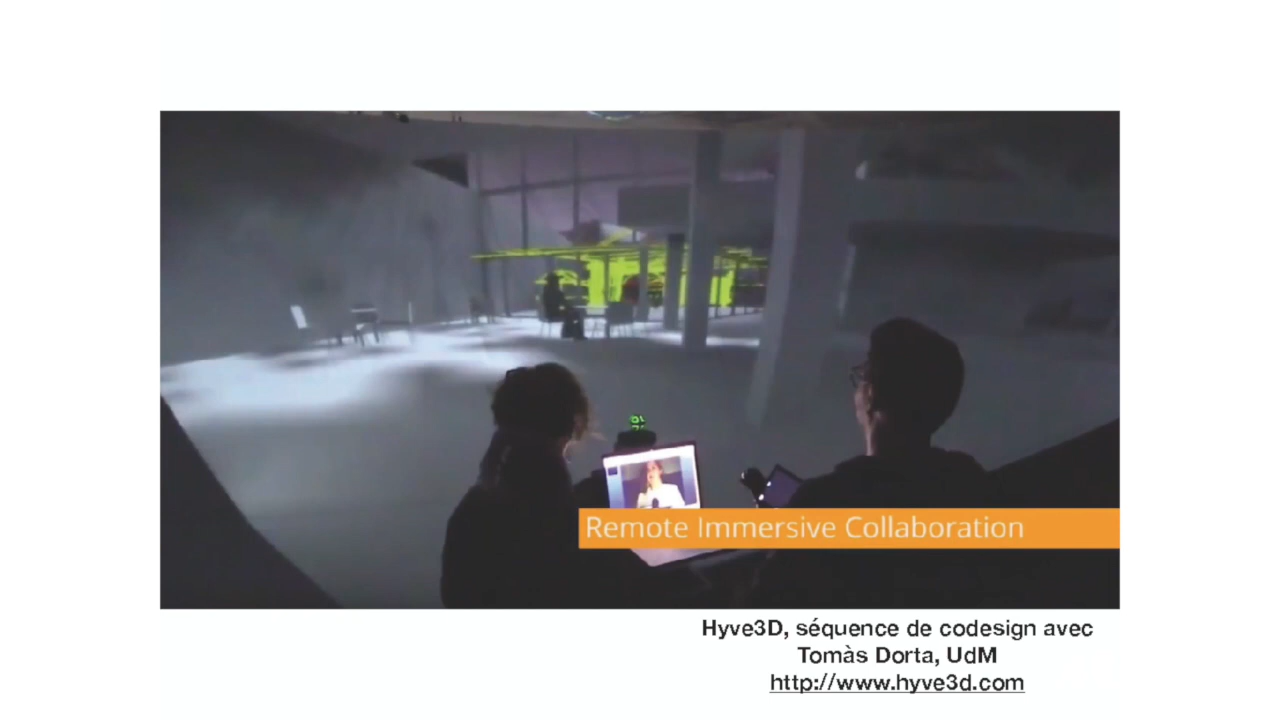 Remote Immersive Collaboration
Hyve3D, séquence de codesign avec
Tomàs Dorta, UdM
http://www.hyve3d.com